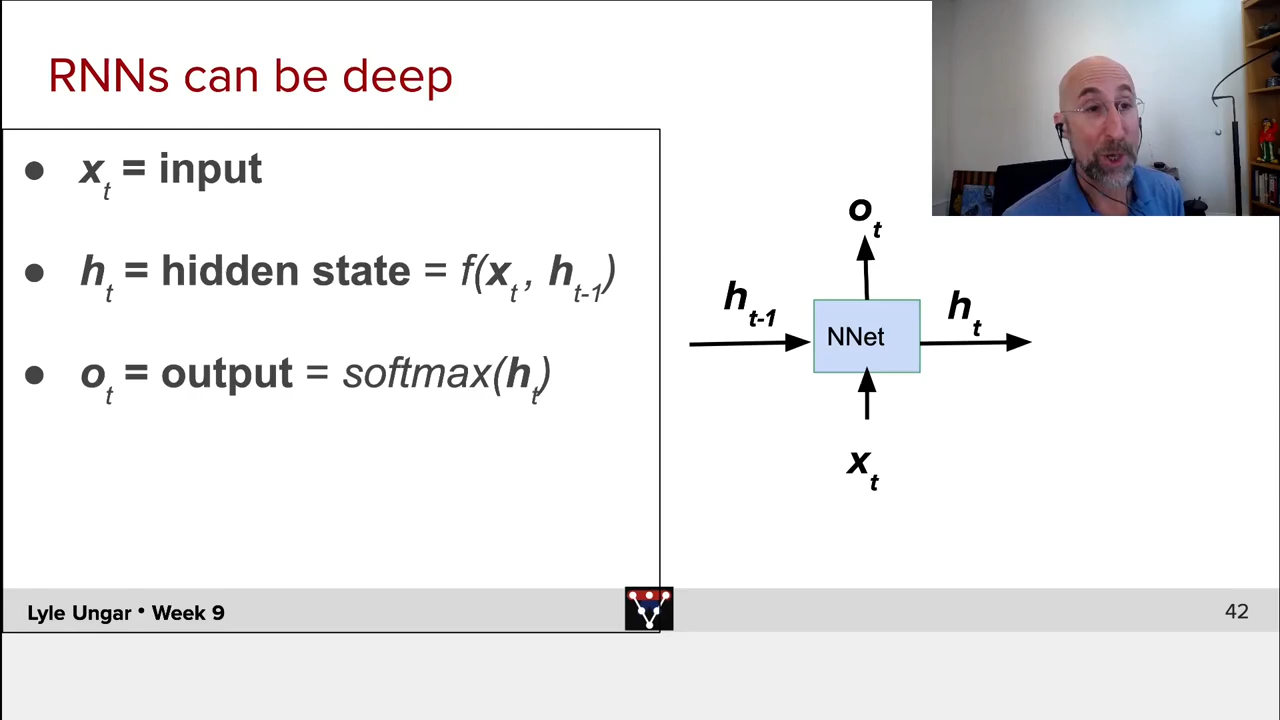 RNNs can be deep
● x_t = input
● h_t = hidden state = f(x_t, h_t-1)
● o_t = output = softmax(h_t)
o_t
h_t-1
NNet
h_t
x_t
Lyle Ungar • Week 9
42